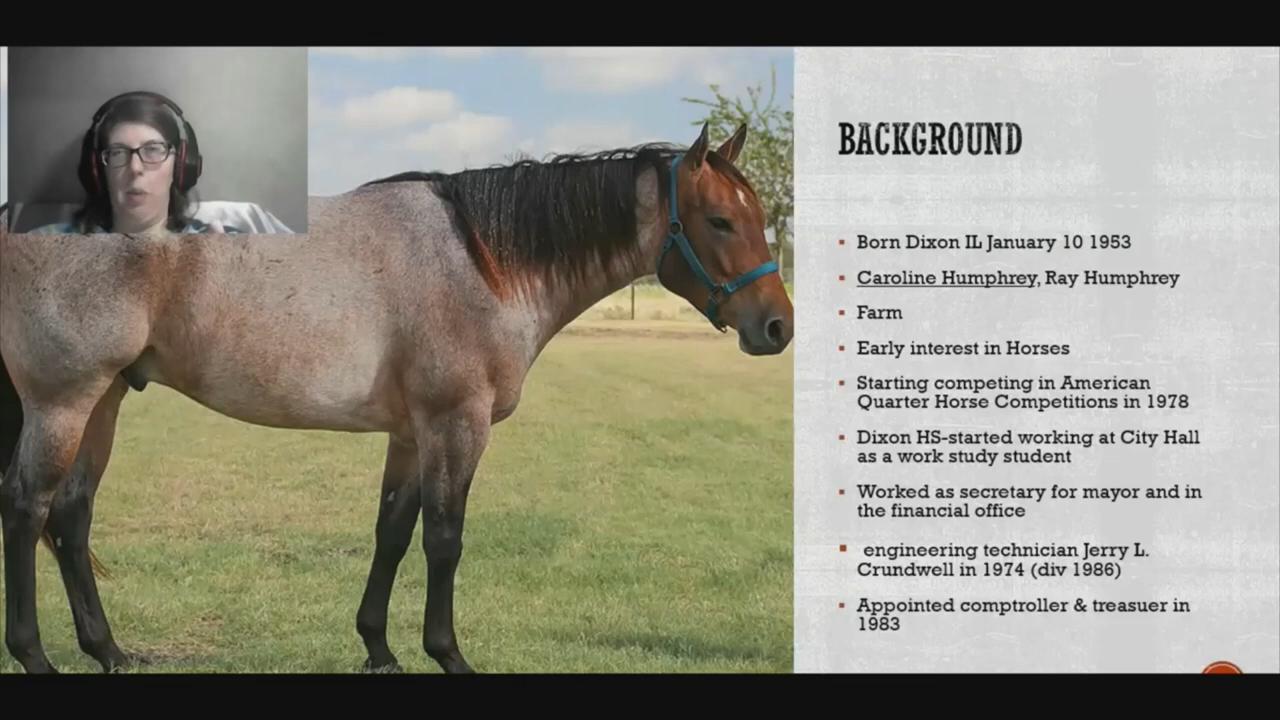 BACKGROUND
Born Dixon IL January 10 1953
Caroline Humphrey, Ray Humphrey
Farm
Early interest in Horses
Starting competing in American
Quarter Horse Competitions in 1978
Dixon HS-started working at City Hall
as a work study student
Worked as secretary for mayor and in
the financial office
engineering technician Jerry L.
Crundwell in 1974 (div 1986)
Appointed comptroller & treasuer in
1983